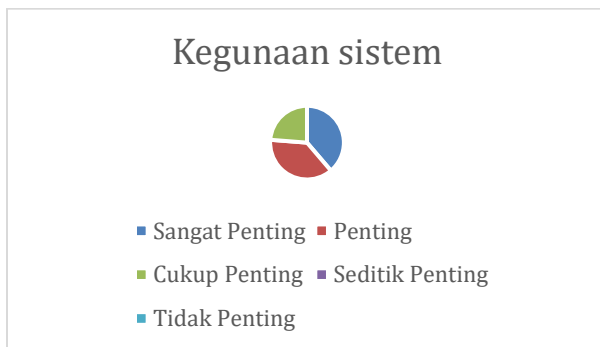 Kegunaan sistem
Sangat Penting Penting
Cukup Penting Seditik Penting
Tidak Penting